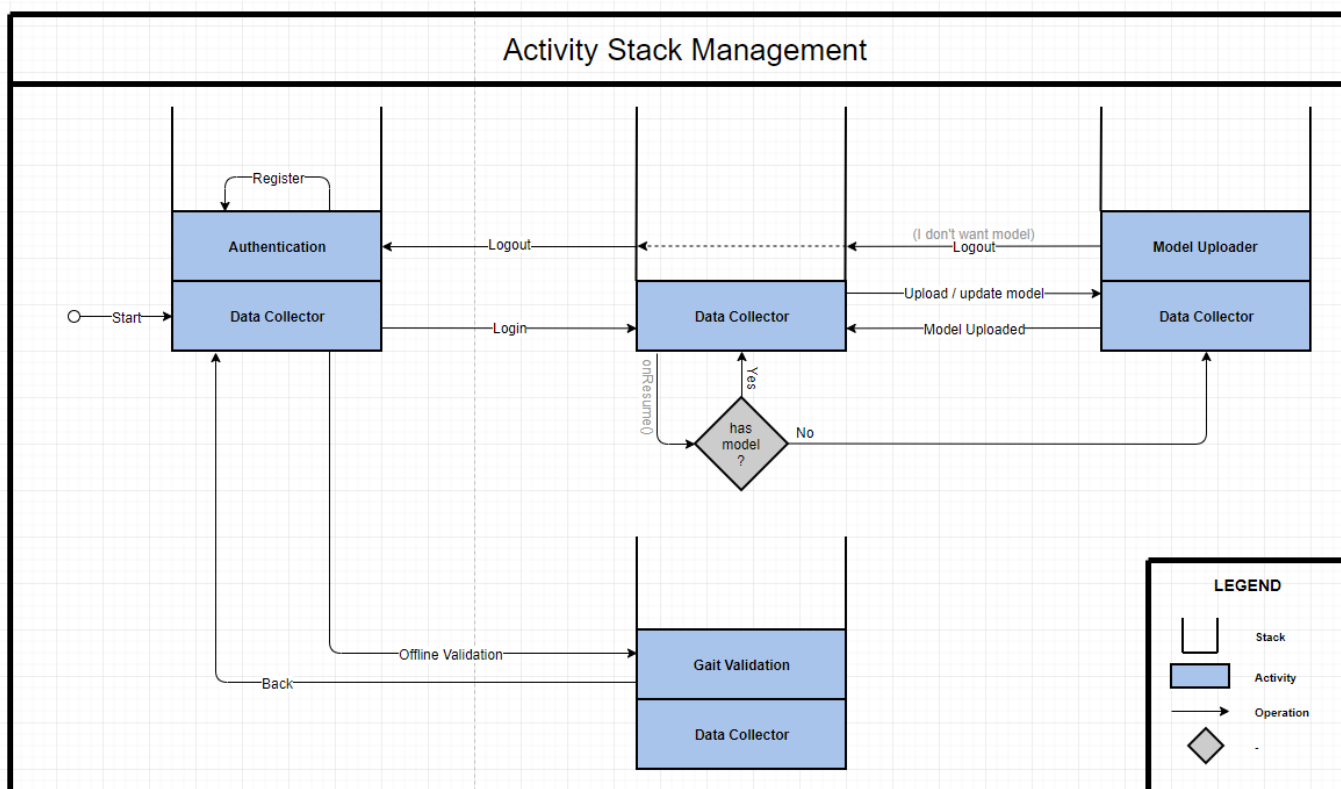 Activity Stack Management
Register
Authentication
Logout
(I don't want model)
Logout
Model Uploader
Start
Data Collector
Login
Data Collector
Upload / update model
Model Uploaded
Data Collector
onResume()
Yes
has
model
?
No
Offline Validation
Back
Gait Validation
Data Collector
LEGEND
Stack
Activity
Operation
-